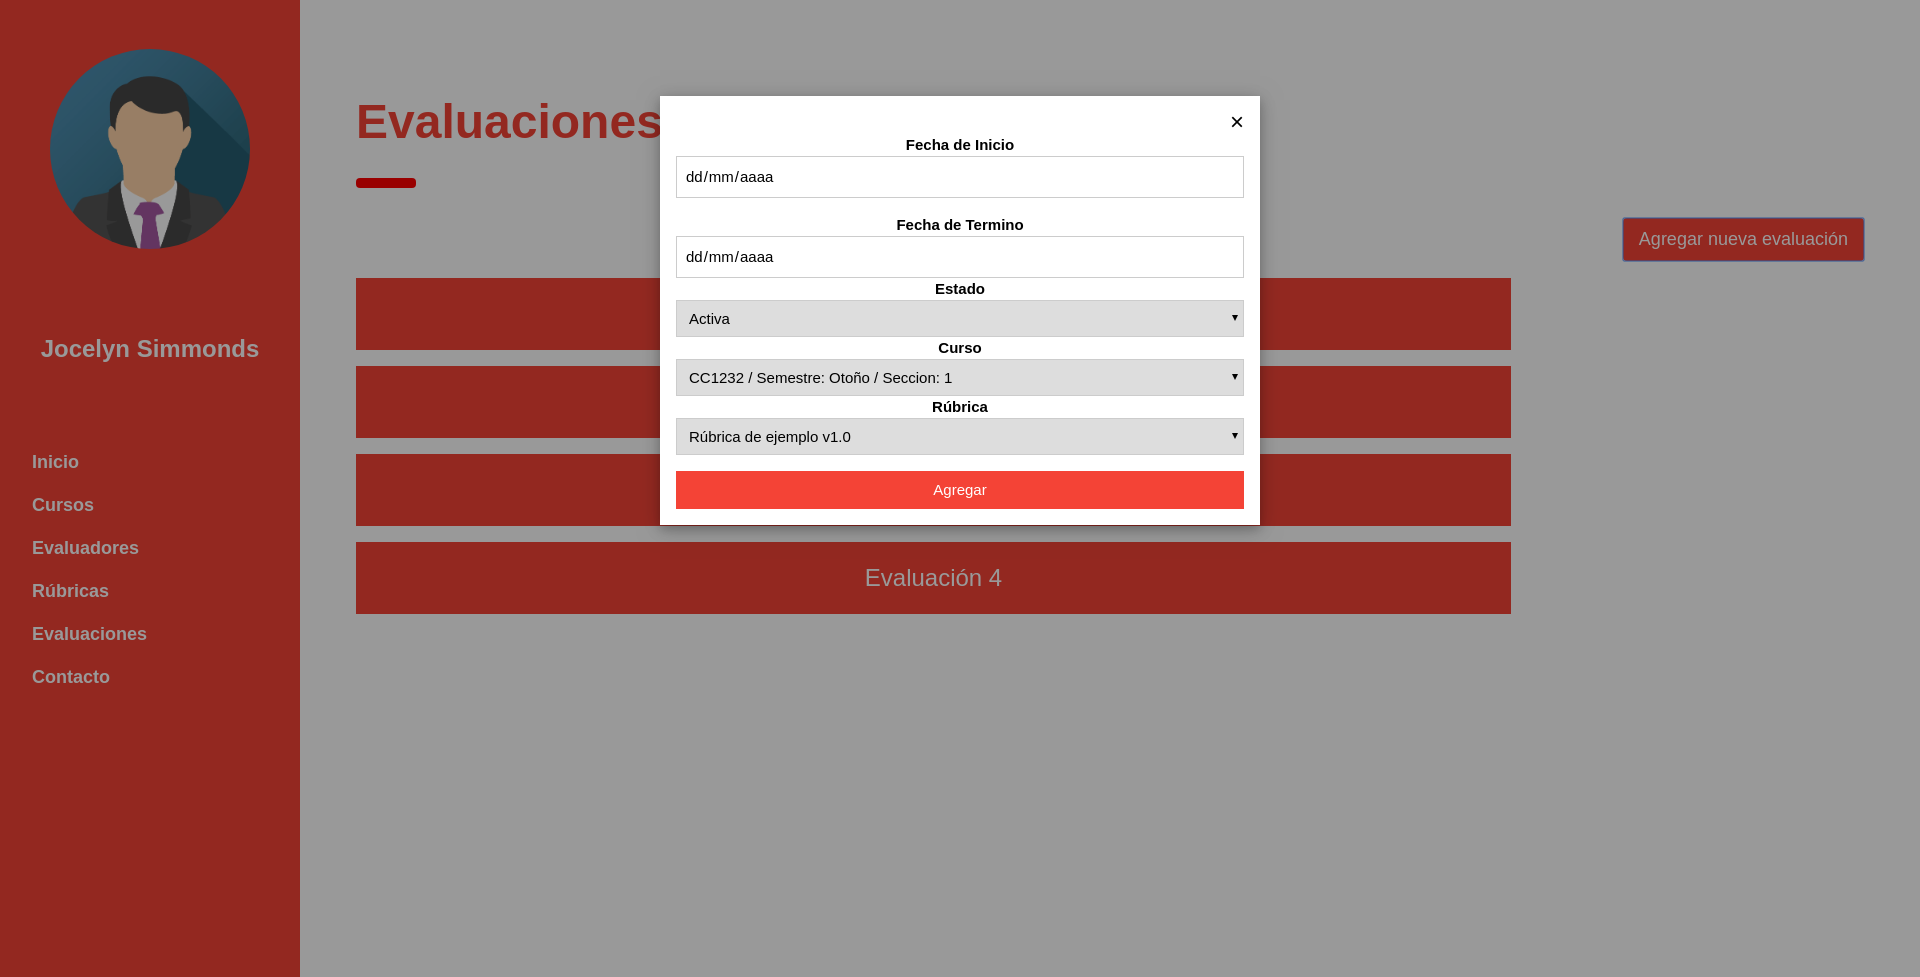 Jocelyn Simmonds
Inicio
Cursos
Evaluadores
Rúbricas
Evaluaciones
Contacto
Evaluaciones
Agregar nueva evaluación
×
Fecha de Inicio
dd/mm/aaaa
Fecha de Termino
dd/mm/aaaa
Estado
Activa
Curso
CC1232 / Semestre: Otoño / Seccion: 1
Rúbrica
Rúbrica de ejemplo v1.0
Agregar
Evaluación 4